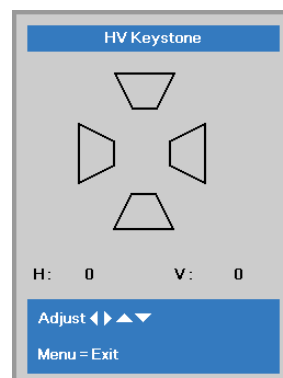 HV Keystone
H: 0 V: 0
Adjust ◀ ▶ ▲ ▼
Menu = Exit